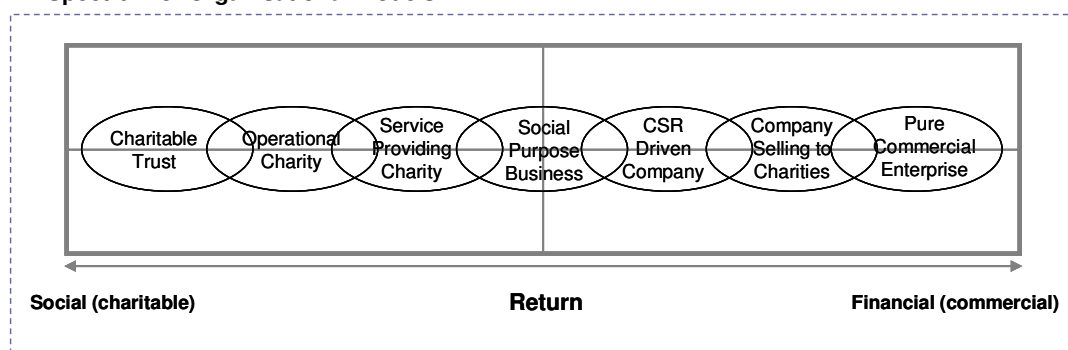 Charitable
Trust
Operational
Charity
Service
Providing
Charity
Social
Purpose
Business
CSR
Driven
Company
Company
Selling to
Charities
Pure
Commercial
Enterprise
Social (charitable)
Return
Financial (commercial)